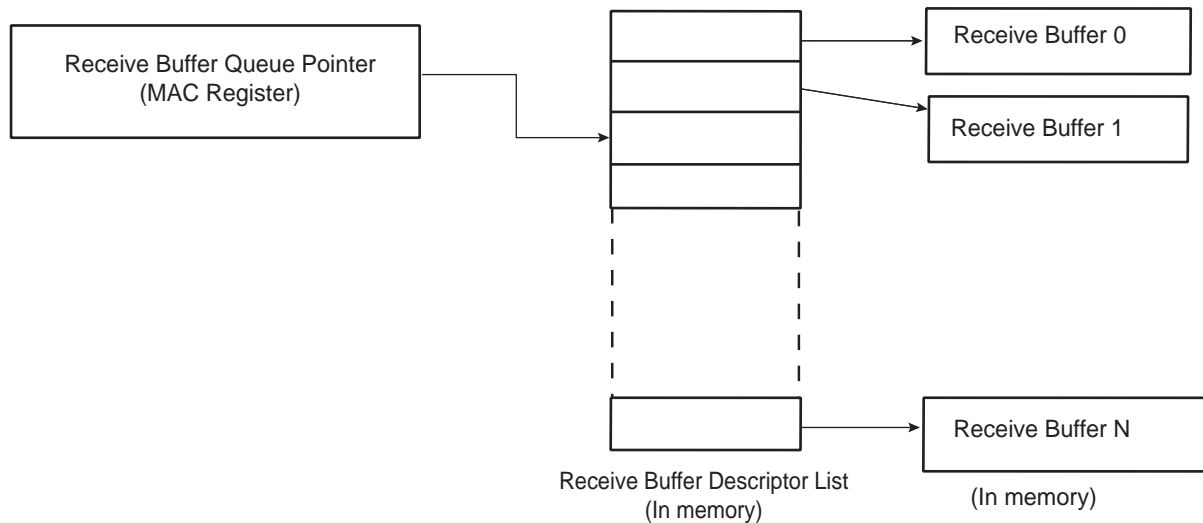 Receive Buffer Queue Pointer
(MAC Register)
Receive Buffer 0
Receive Buffer 1
Receive Buffer N
Receive Buffer Descriptor List
(In memory)
(In memory)